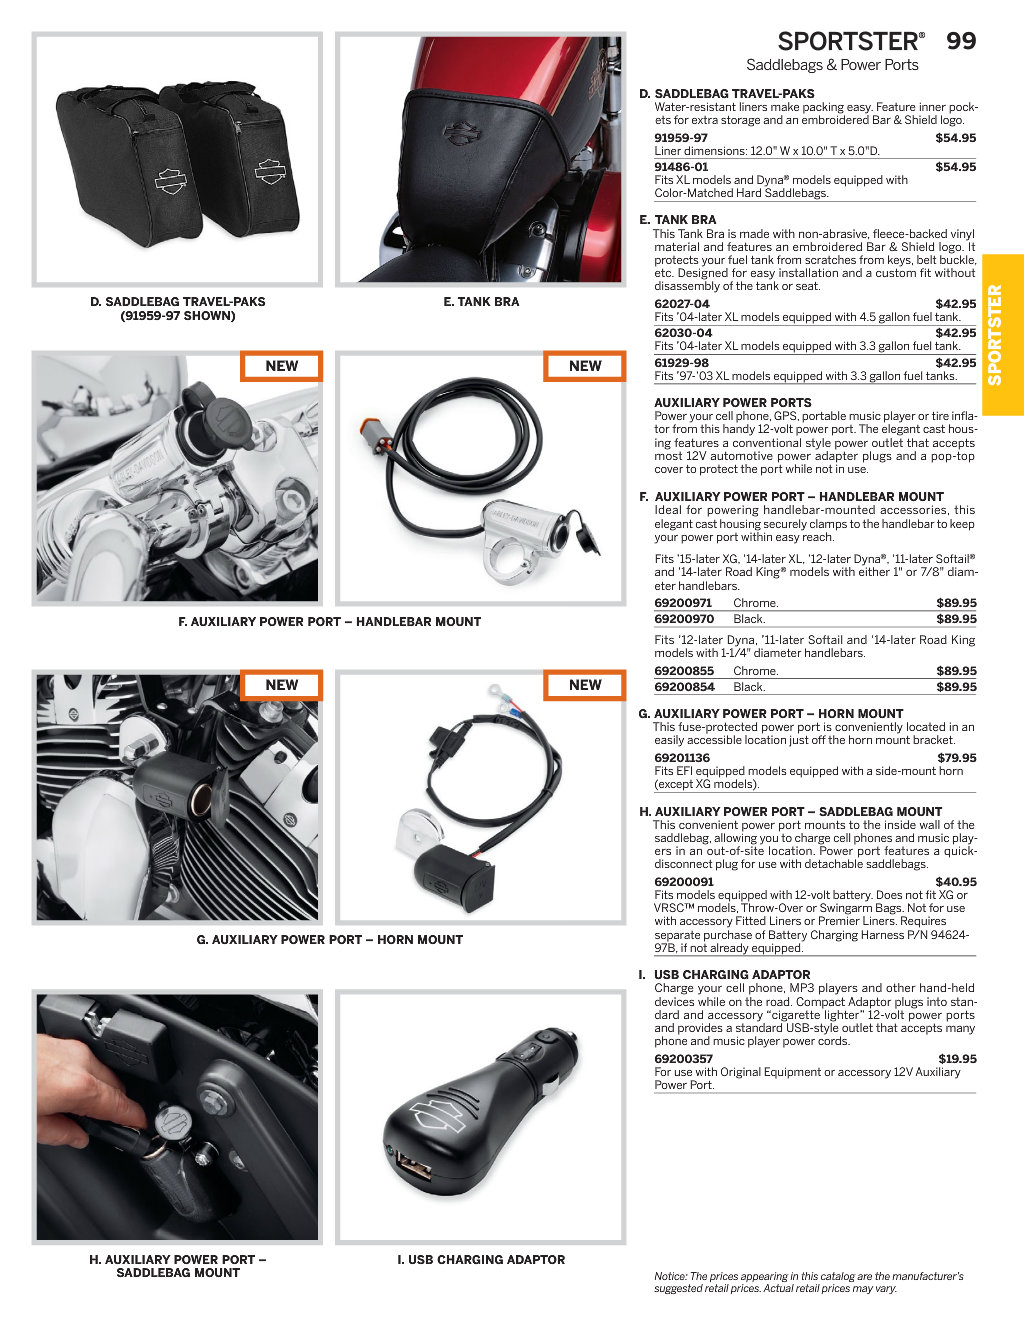 SPORTSTER® 99
Saddlebags & Power Ports
D. SADDLEBAG TRAVEL-PAKS
(91959-97 SHOWN)
E. TANK BRA
NEW
NEW
HARLEY-DAVIDSON
HARLEY-DAVIDSON
F. AUXILIARY POWER PORT – HANDLEBAR MOUNT
NEW
NEW
G. AUXILIARY POWER PORT – HORN MOUNT
H. AUXILIARY POWER PORT –
SADDLEBAG MOUNT
I. USB CHARGING ADAPTOR
D. SADDLEBAG TRAVEL-PAKS
Water-resistant liners make packing easy. Feature inner pock-
ets for extra storage and an embroidered Bar & Shield logo.
91959-97 $54.95
Liner dimensions: 12.0" W x 10.0" T x 5.0"D.
91486-01 $54.95
Fits XL models and Dyna® models equipped with
Color-Matched Hard Saddlebags.
E. TANK BRA
This Tank Bra is made with non-abrasive, fleece-backed vinyl
material and features an embroidered Bar & Shield logo. It
protects your fuel tank from scratches from keys, belt buckle,
etc. Designed for easy installation and a custom fit without
disassembly of the tank or seat.
62027-04 $42.95
Fits ’04-later XL models equipped with 4.5 gallon fuel tank.
62030-04 $42.95
Fits ’04-later XL models equipped with 3.3 gallon fuel tank.
61929-98 $42.95
Fits ’97-’03 XL models equipped with 3.3 gallon fuel tanks.
AUXILIARY POWER PORTS
Power your cell phone, GPS, portable music player or tire infla-
tor from this handy 12-volt power port. The elegant cast hous-
ing features a conventional style power outlet that accepts
most 12V automotive power adapter plugs and a pop-top
cover to protect the port while not in use.
F. AUXILIARY POWER PORT – HANDLEBAR MOUNT
Ideal for powering handlebar-mounted accessories, this
elegant cast housing securely clamps to the handlebar to keep
your power port within easy reach.
Fits ’15-later XG, ’14-later XL, ’12-later Dyna®, ’11-later Softail®
and ’14-later Road King® models with either 1" or 7/8" diam-
eter handlebars.
69200971 Chrome. $89.95
69200970 Black. $89.95
Fits ’12-later Dyna, ’11-later Softail and ’14-later Road King
models with 1-1/4" diameter handlebars.
69200855 Chrome. $89.95
69200854 Black. $89.95
G. AUXILIARY POWER PORT – HORN MOUNT
This fuse-protected power port is conveniently located in an
easily accessible location just off the horn mount bracket.
69201136 $79.95
Fits EFI equipped models equipped with a side-mount horn
(except XG models).
H. AUXILIARY POWER PORT – SADDLEBAG MOUNT
This convenient power port mounts to the inside wall of the
saddlebag, allowing you to charge cell phones and music play-
ers in an out-of-site location. Power port features a quick-
disconnect plug for use with detachable saddlebags.
69200091 $40.95
Fits models equipped with 12-volt battery. Does not fit XG or
VRSC™ models, Throw-Over or Swingarm Bags. Not for use
with accessory Fitted Liners or Premier Liners. Requires
separate purchase of Battery Charging Harness P/N 94624-
97B, if not already equipped.
I. USB CHARGING ADAPTOR
Charge your cell phone, MP3 players and other hand-held
devices while on the road. Compact Adaptor plugs into stan-
dard and accessory “cigarette lighter” 12-volt power ports
and provides a standard USB-style outlet that accepts many
phone and music player power cords.
69200357 $19.95
For use with Original Equipment or accessory 12V Auxiliary
Power Port.
SPORTSTER
Notice: The prices appearing in this catalog are the manufacturer’s
suggested retail prices. Actual retail prices may vary.